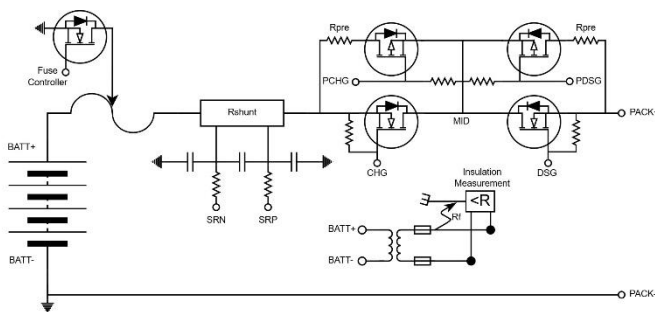 Rpre
Rpre
Fuse
Controller
PCHG
PDSG
Rshunt
MID
PACK+
BATT+
CHG
DSG
Insulation
Measurement
<R
SRN
SRP
BATT+
Rf
BATT-
BATT-
PACK-